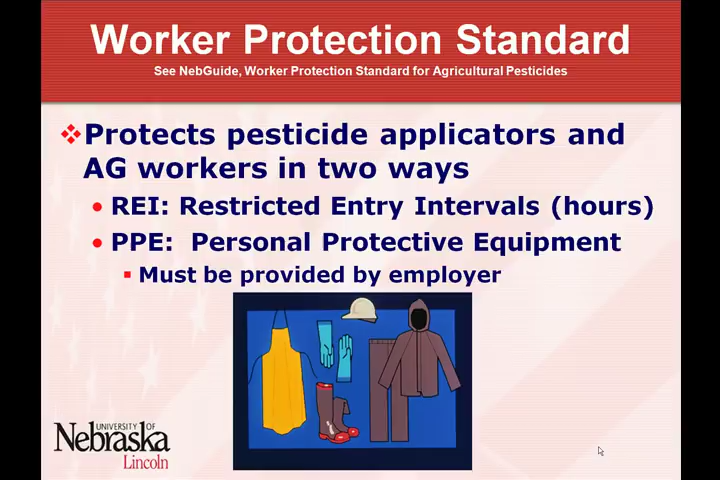 Worker Protection Standard
See NebGuide, Worker Protection Standard for Agricultural Pesticides
❖Protects pesticide applicators and
AG workers in two ways
• REI: Restricted Entry Intervals (hours)
• PPE: Personal Protective Equipment
▪ Must be provided by employer
UNIVERSITY OF
Nebraska
Lincoln